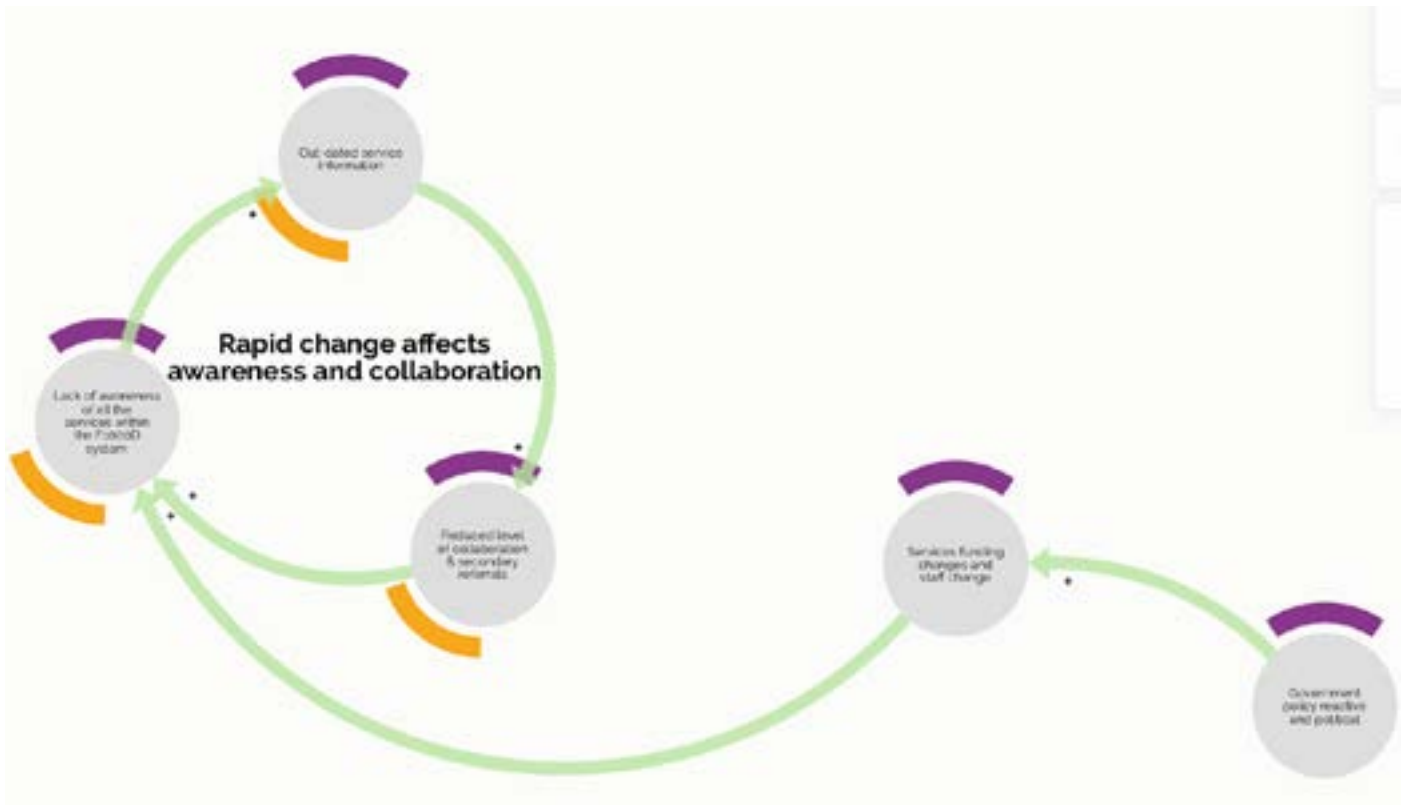 Out-dated service
information
Rapid change affects
awareness and collaboration
Lack of awareness
of all the
services within
the
system
Reduced level
of collaboration
& secondary
referrals
Services funding
changes and
staff change
Government
policy reactive
and political
+
+
+
+
+